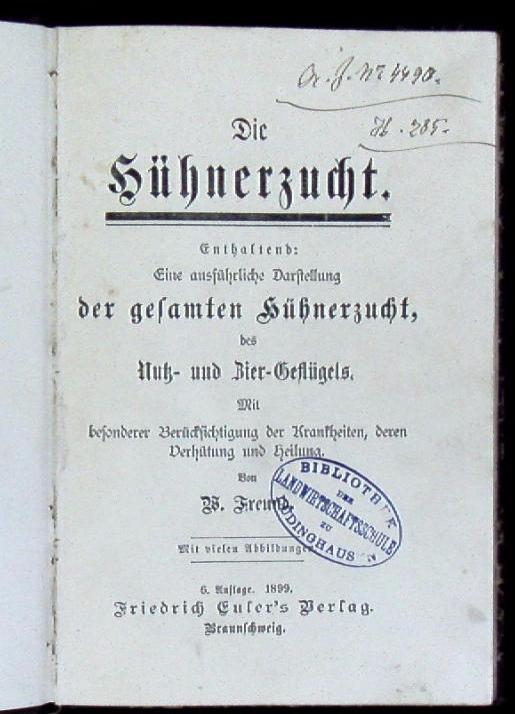 A. J. Nr. 4490.
H. 285.
Die
Hühnerzucht.
Enthaltend:
Eine ausführliche Darstellung
der gesamten Hühnerzucht,
des
Nutz- und Zier-Geflügels.
Mit
besonderer Berücksichtigung der Krankheiten, deren
Verhütung und Heilung.
Von
W. Freund.
BIBLIOTHEK
DER
LANDWIRTSCHAFTSSCHULE
ZU
LÜDINGHAUSEN
Mit vielen Abbildungen
6. Auflage. 1899.
Friedrich Euler's Verlag.
Braunschweig.